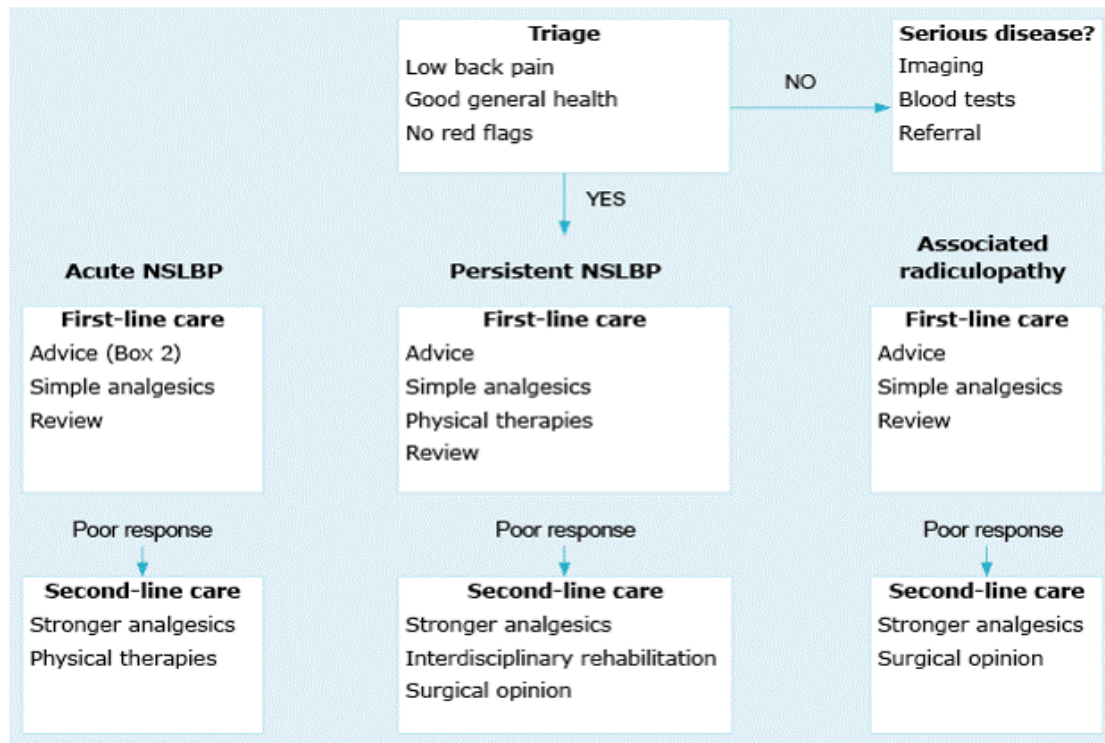 Triage
Low back pain
Good general health
No red flags
NO
Serious disease?
Imaging
Blood tests
Referral
YES
Acute NSLBP
First-line care
Advice (Box 2)
Simple analgesics
Review
Poor response
Second-line care
Stronger analgesics
Physical therapies
Persistent NSLBP
First-line care
Advice
Simple analgesics
Physical therapies
Review
Poor response
Second-line care
Stronger analgesics
Interdisciplinary rehabilitation
Surgical opinion
Associated
radiculopathy
First-line care
Advice
Simple analgesics
Review
Poor response
Second-line care
Stronger analgesics
Surgical opinion